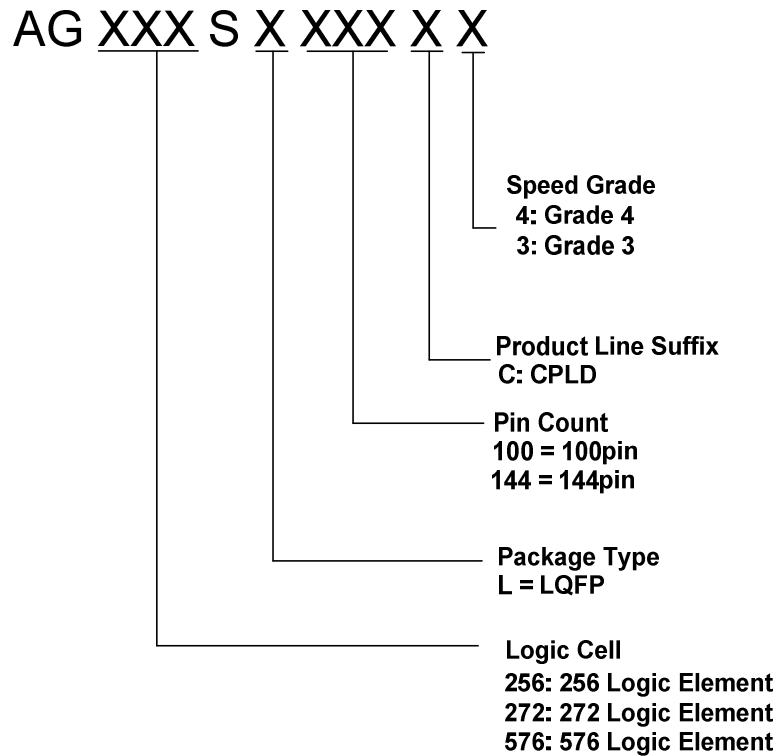 AG XXX S X XXX X X
Speed Grade
4: Grade 4
3: Grade 3
Product Line Suffix
C: CPLD
Pin Count
100 = 100pin
144 = 144pin
Package Type
L = LQFP
Logic Cell
256: 256 Logic Element
272: 272 Logic Element
576: 576 Logic Element